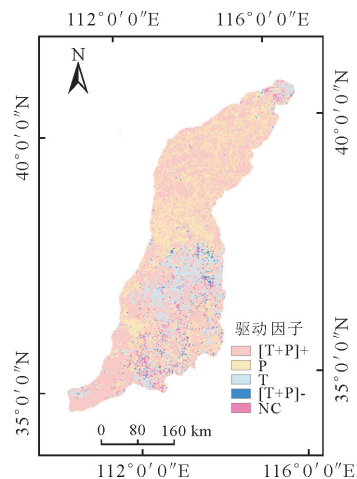 112°0′0″E 116°0′0″E
N
40°0′0″N 40°0′0″N
驱动因子
[T+P]+
P
T
[T+P]-
NC
35°0′0″N 35°0′0″N
0 80 160 km
112°0′0″E 116°0′0″E